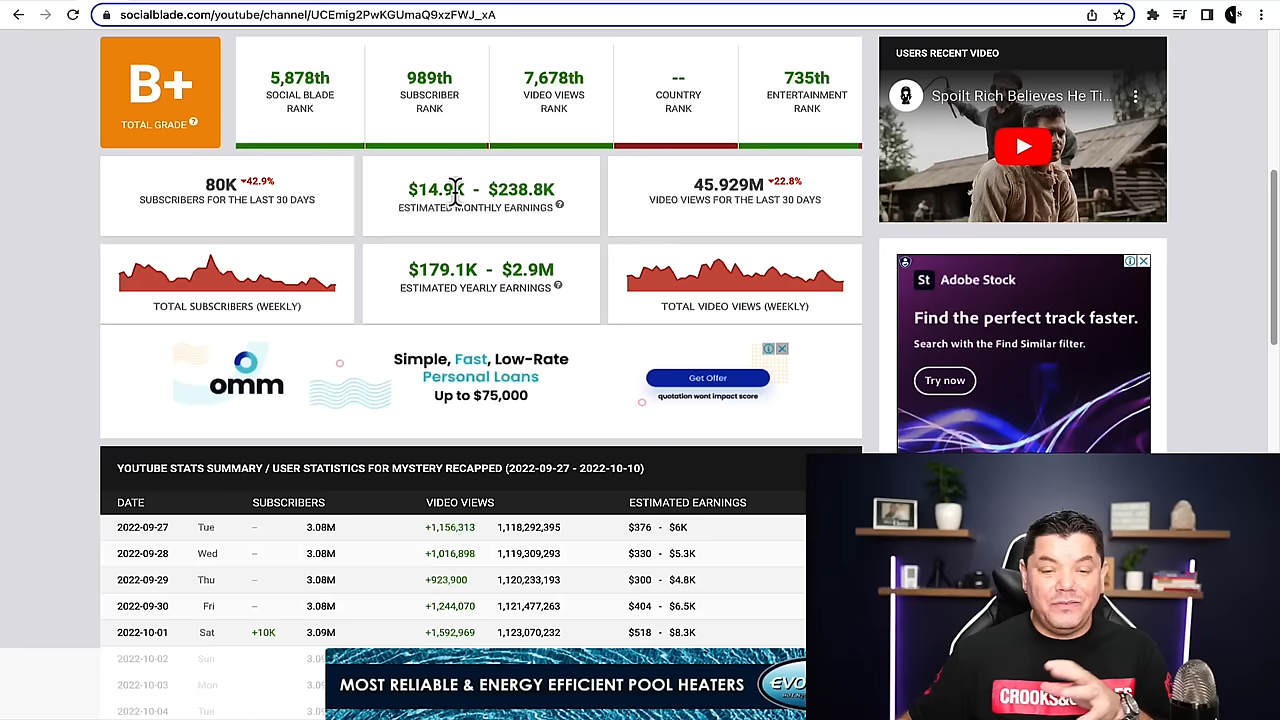 socialblade.com/youtube/channel/UCEmig2PwKGUmaQ9xzFWJ_xA
B+
TOTAL GRADE
5,878th
SOCIAL BLADE
RANK
989th
SUBSCRIBER
RANK
7,678th
VIDEO VIEWS
RANK
--
COUNTRY
RANK
735th
ENTERTAINMENT
RANK
USERS RECENT VIDEO
Spoilt Rich Believes He Ti...
80K 42.9%
SUBSCRIBERS FOR THE LAST 30 DAYS
$14.9K - $238.8K
ESTIMATED MONTHLY EARNINGS
45.929M 22.8%
VIDEO VIEWS FOR THE LAST 30 DAYS
TOTAL SUBSCRIBERS (WEEKLY)
$179.1K - $2.9M
ESTIMATED YEARLY EARNINGS
TOTAL VIDEO VIEWS (WEEKLY)
St Adobe Stock
Find the perfect track faster.
Search with the Find Similar filter.
Try now
omm
Simple, Fast, Low-Rate
Personal Loans
Up to $75,000
Get Offer
quotation wont impact score
YOUTUBE STATS SUMMARY / USER STATISTICS FOR MYSTERY RECAPPED (2022-09-27 - 2022-10-10)
DATE SUBSCRIBERS VIDEO VIEWS ESTIMATED EARNINGS
2022-09-27 Tue -- 3.08M +1,156,313 1,118,292,395 $376 - $6K
2022-09-28 Wed -- 3.08M +1,016,898 1,119,309,293 $330 - $5.3K
2022-09-29 Thu -- 3.08M +923,900 1,120,233,193 $300 - $4.8K
2022-09-30 Fri -- 3.08M +1,244,070 1,121,477,263 $404 - $6.5K
2022-10-01 Sat +10K 3.09M +1,592,969 1,123,070,232 $518 - $8.3K
2022-10-02 Sun
2022-10-03 Mon
2022-10-04 Tue
MOST RELIABLE & ENERGY EFFICIENT POOL HEATERS